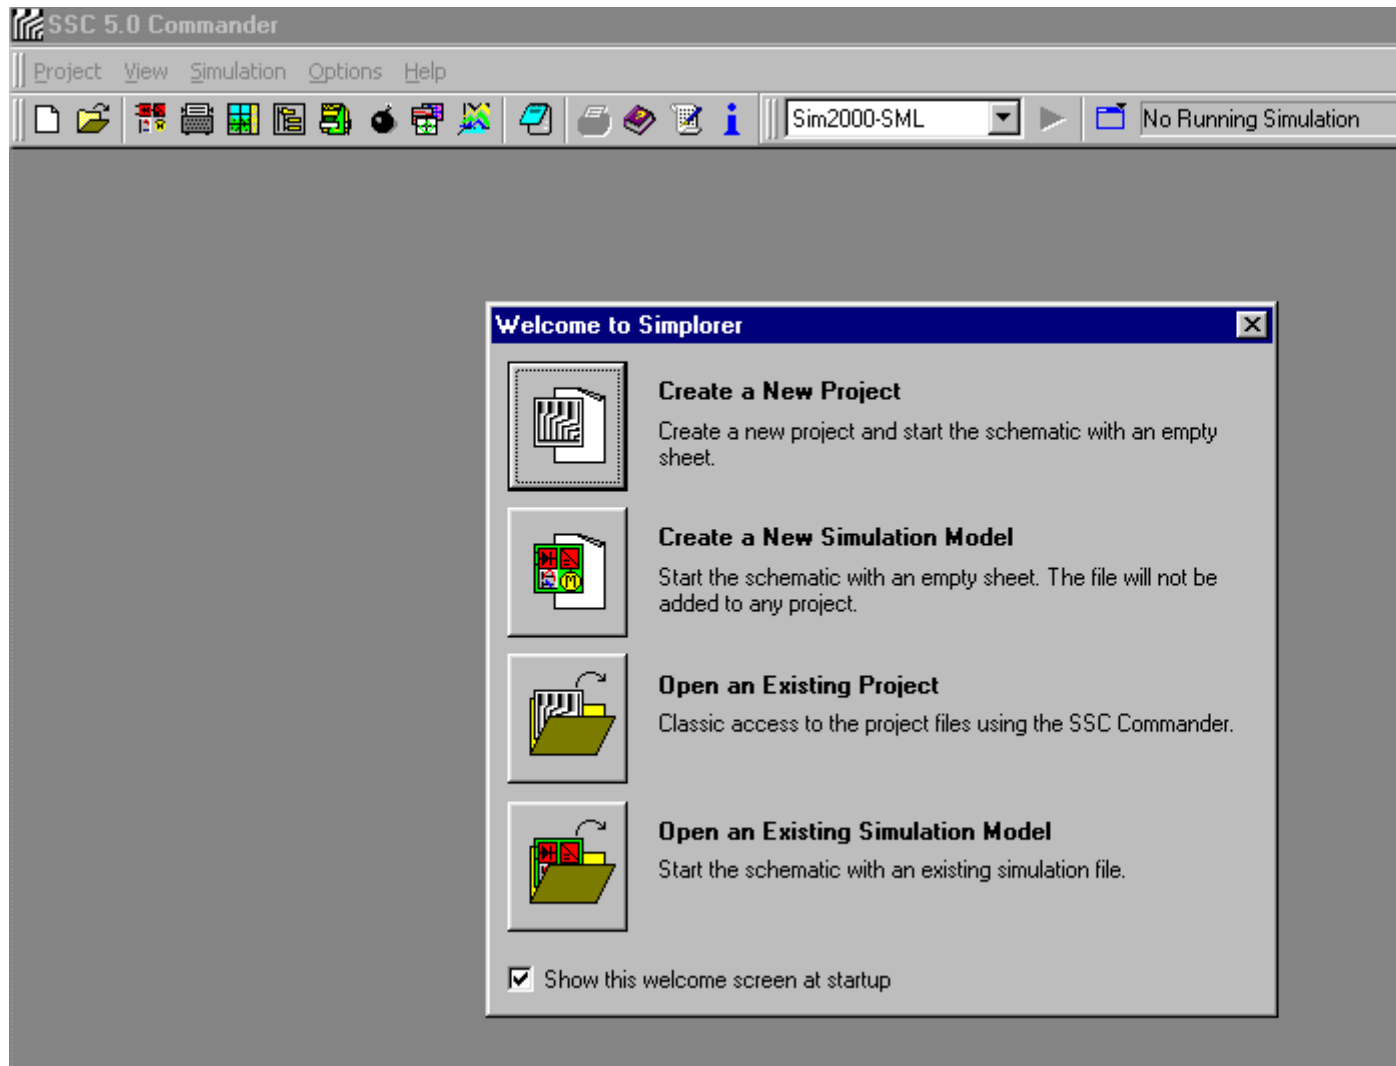 SSC 5.0 Commander
Project View Simulation Options Help
Sim2000-SML No Running Simulation
Welcome to Simplorer
Create a New Project
Create a new project and start the schematic with an empty
sheet.
Create a New Simulation Model
Start the schematic with an empty sheet. The file will not be
added to any project.
Open an Existing Project
Classic access to the project files using the SSC Commander.
Open an Existing Simulation Model
Start the schematic with an existing simulation file.
Show this welcome screen at startup